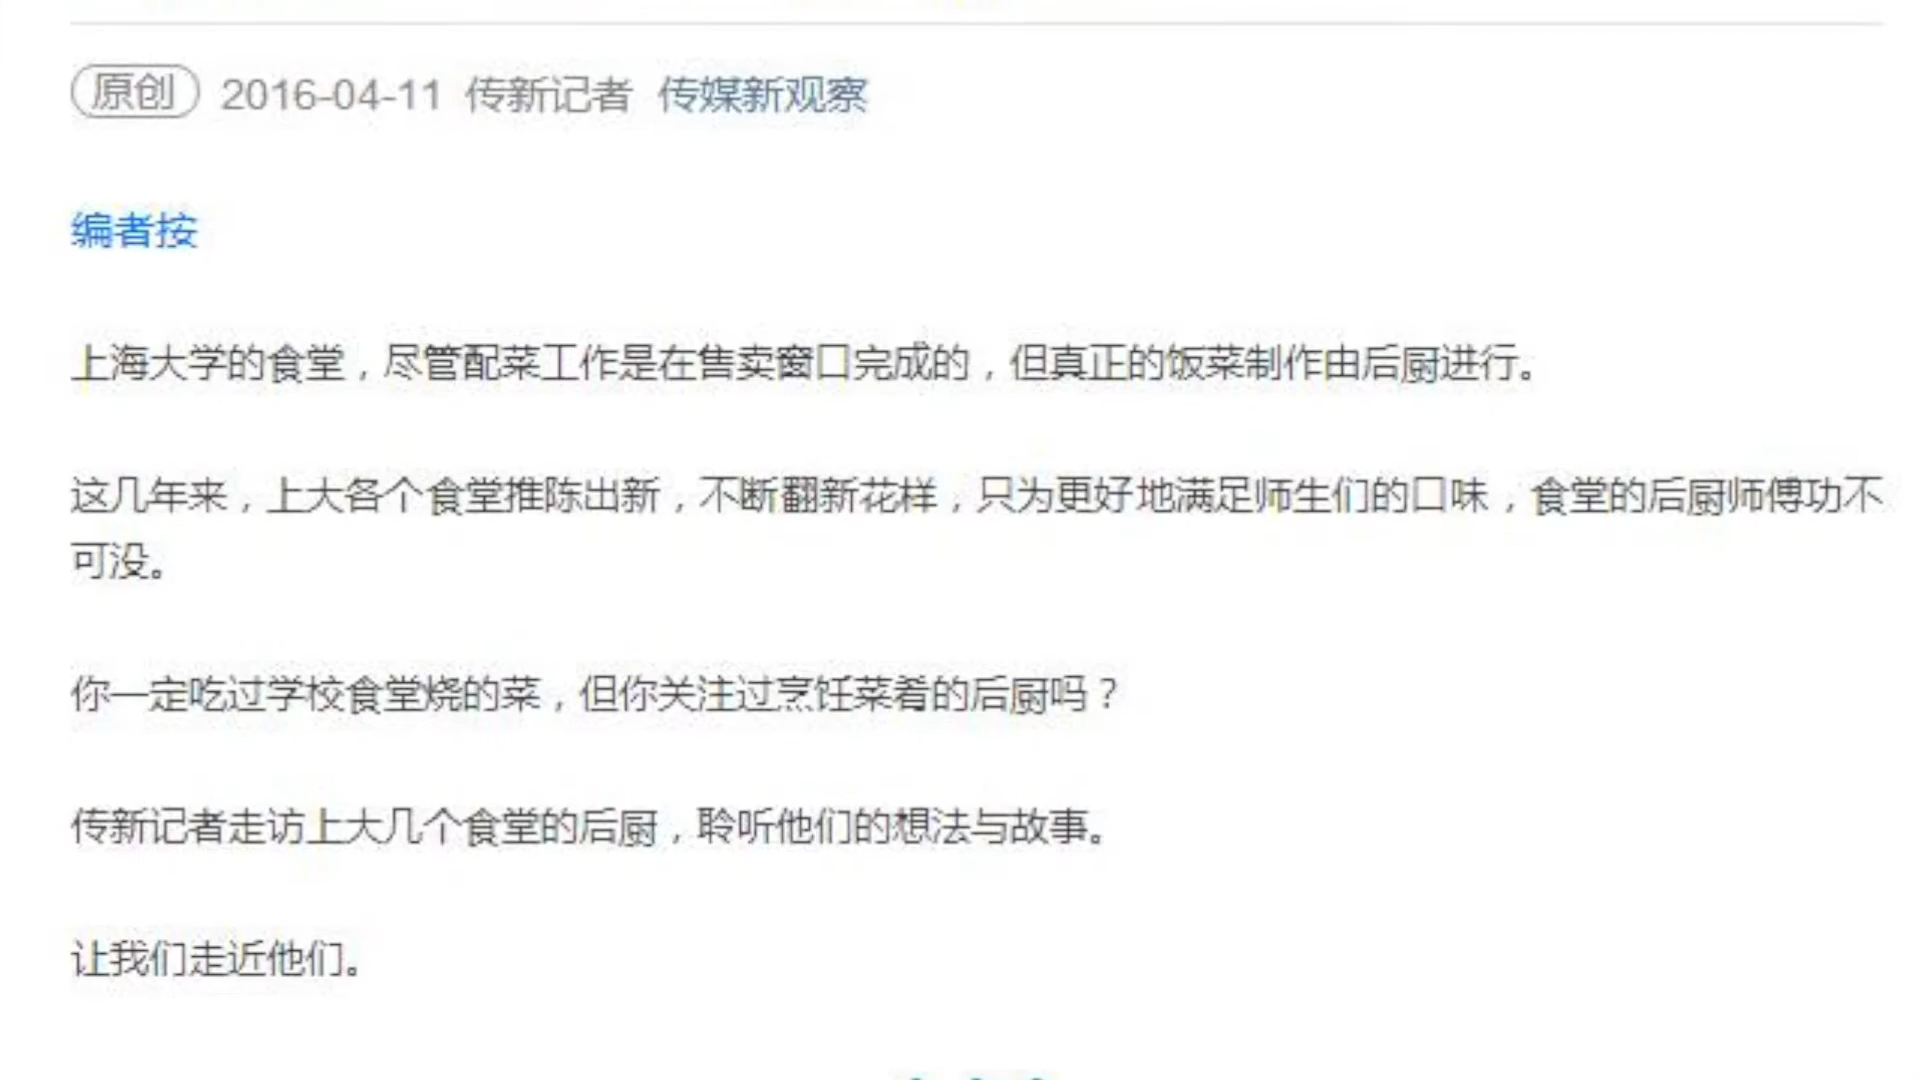 原创 2016-04-11 传新记者 传媒新观察
编者按
上海大学的食堂，尽管配菜工作是在售卖窗口完成的，但真正的饭菜制作由后厨进行。
这几年来，上大各个食堂推陈出新，不断翻新花样，只为更好地满足师生们的口味，食堂的后厨师傅功不
可没。
你一定吃过学校食堂烧的菜，但你关注过烹饪菜肴的后厨吗？
传新记者走访上大几个食堂的后厨，聆听他们的想法与故事。
让我们走近他们。